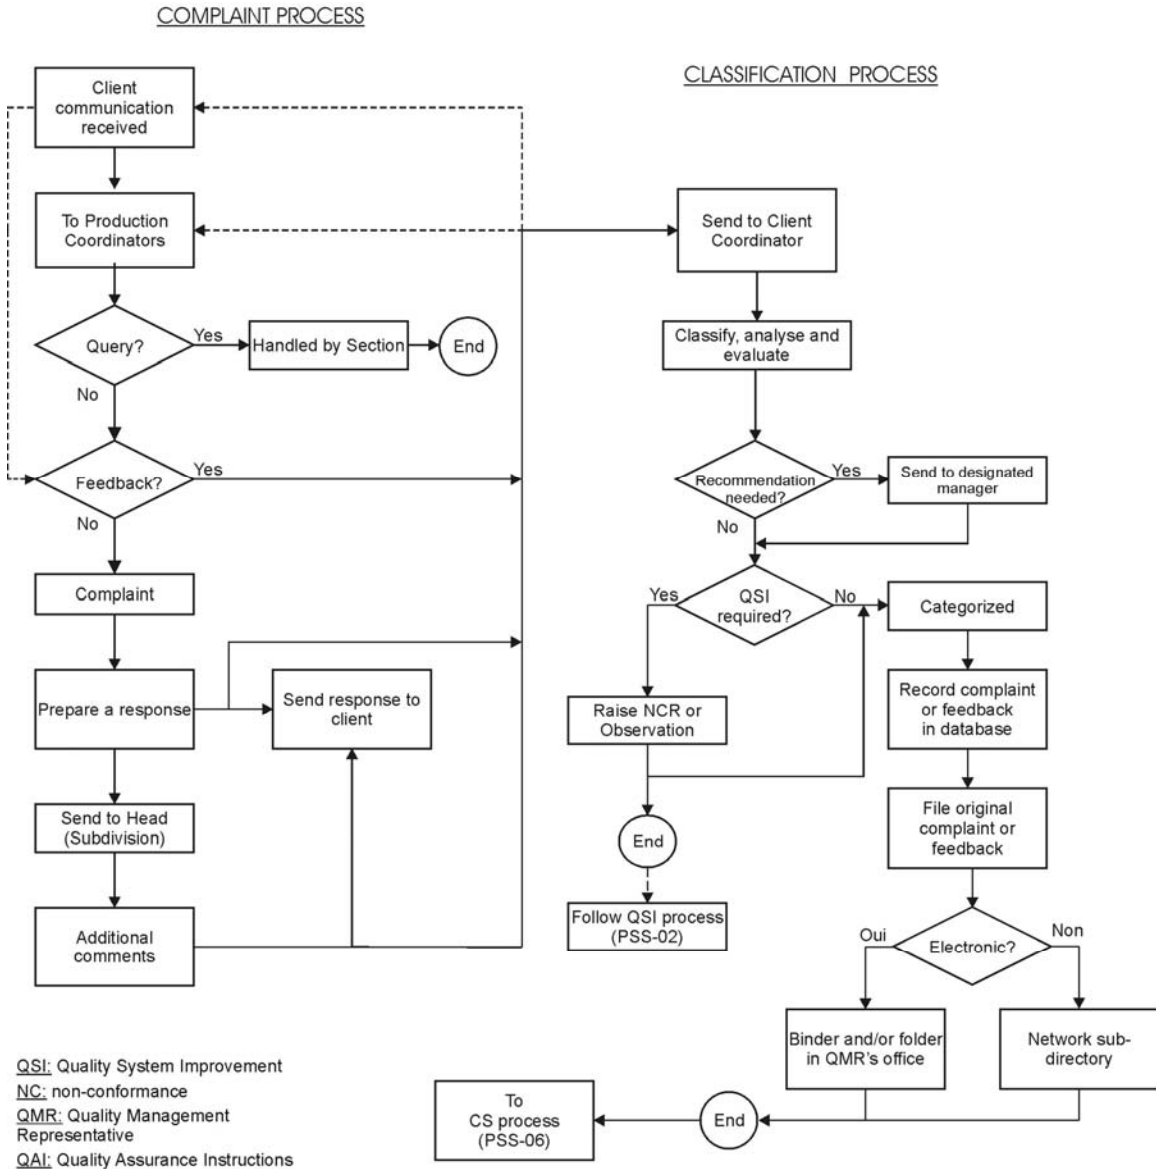 COMPLAINT PROCESS
CLASSIFICATION PROCESS
Client
communication
received
To Production
Coordinators
Query?
Yes
Handled by Section
End
No
Feedback?
Yes
No
Complaint
Prepare a response
Send response to
client
Send to Head
(Subdivision)
Additional
comments
Send to Client
Coordinator
Classify, analyse and
evaluate
Recommendation
needed?
Yes
Send to designated
manager
No
QSI
required?
Yes
No
Categorized
Raise NCR or
Observation
Record complaint
or feedback
in database
End
File original
complaint or
feedback
Follow QSI process
(PSS-02)
Electronic?
Oui
Non
Binder and/or folder
in QMR's office
Network sub-
directory
End
To
CS process
(PSS-06)
QSI: Quality System Improvement
NC: non-conformance
QMR: Quality Management
Representative
QAI: Quality Assurance Instructions